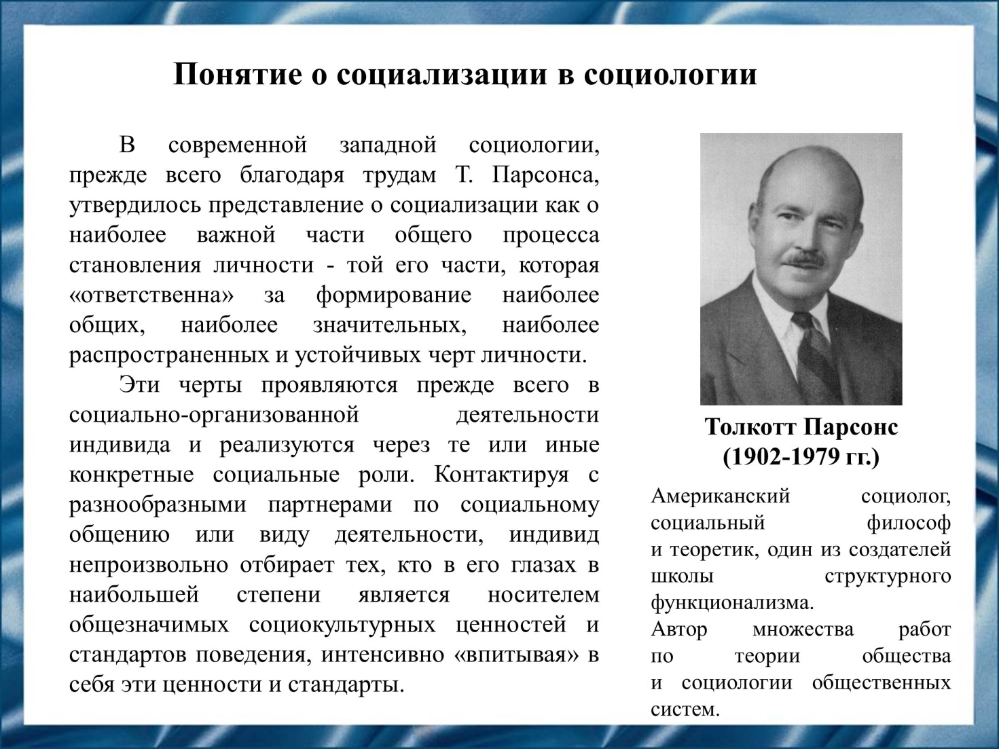 Понятие о социализации в социологии
В современной западной социологии,
прежде всего благодаря трудам Т. Парсонса,
утвердилось представление о социализации как о
наиболее важной части общего процесса
становления личности - той его части, которая
«ответственна» за формирование наиболее
общих, наиболее значительных, наиболее
распространенных и устойчивых черт личности.
Эти черты проявляются прежде всего в
социально-организованной деятельности
индивида и реализуются через те или иные
конкретные социальные роли. Контактируя с
разнообразными партнерами по социальному
общению или виду деятельности, индивид
непроизвольно отбирает тех, кто в его глазах в
наибольшей степени является носителем
общезначимых социокультурных ценностей и
стандартов поведения, интенсивно «впитывая» в
себя эти ценности и стандарты.
Толкотт Парсонс
(1902-1979 гг.)
Американский социолог,
социальный философ
и теоретик, один из создателей
школы структурного
функционализма.
Автор множества работ
по теории общества
и социологии общественных
систем.